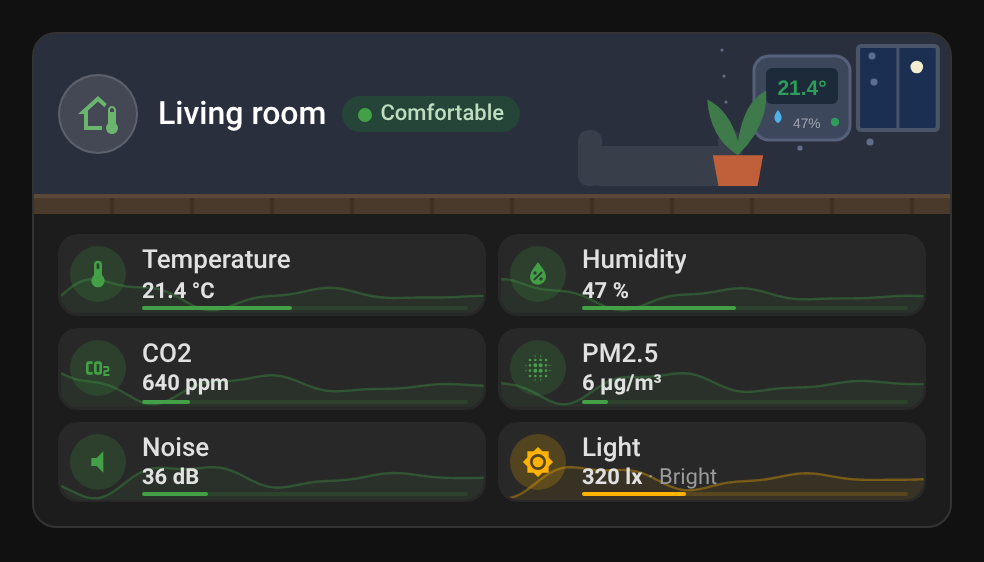 Living room
Comfortable
21.4°
47%
Temperature
21.4 °C
Humidity
47 %
CO2
CO₂
640 ppm
PM2.5
6 µg/m³
Noise
36 dB
Light
320 lx · Bright